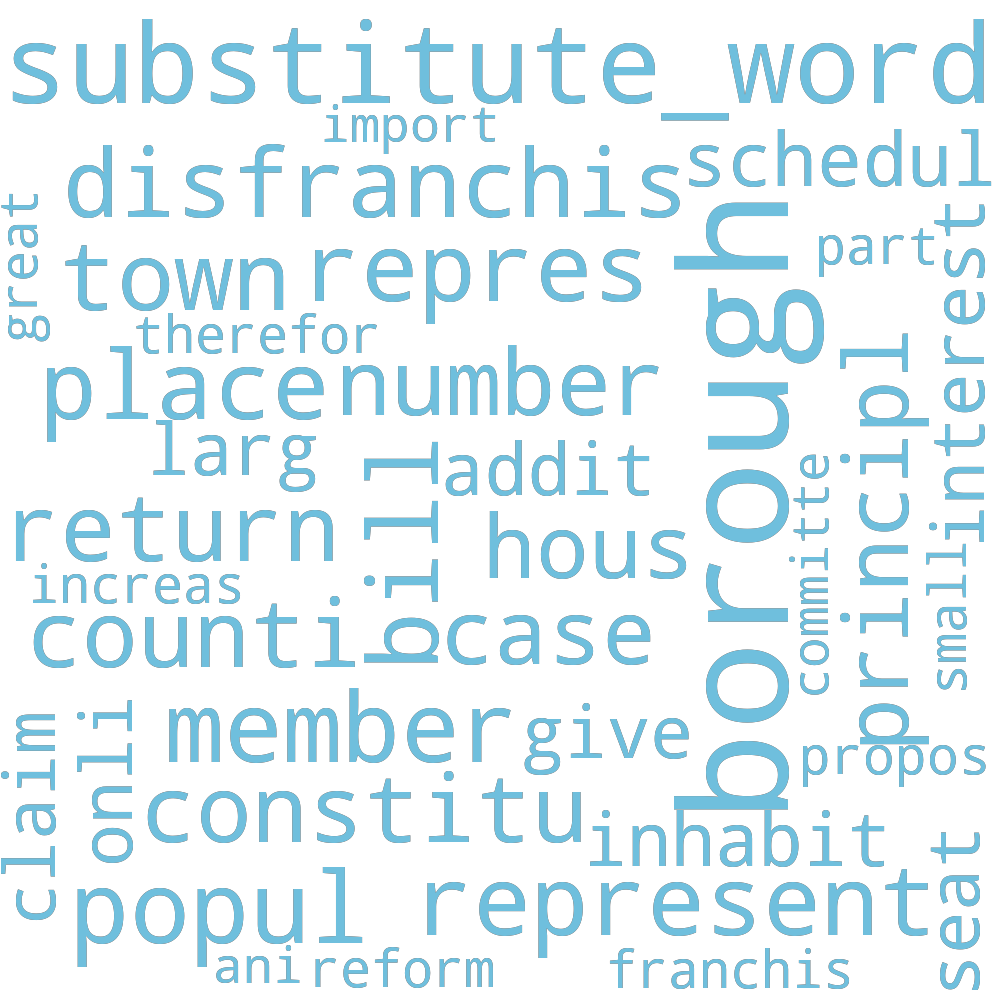 substitute_word
import
disfranchis
schedul
great
town
repres
part
interest
borough
therefor
place
number
principl
larg
bill
addit
committe
return
hous
small
increas
counti
case
member
give
propos
claim
onli
constitu
inhabit
popul
represent
seat
ani
reform
franchis